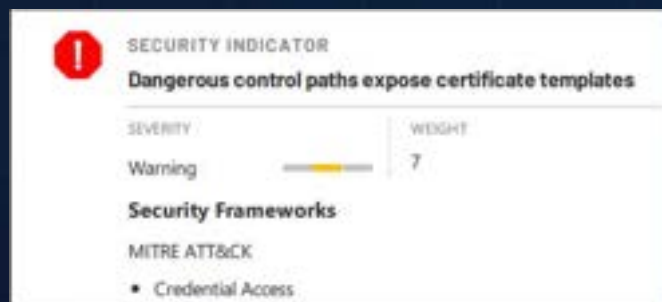 SECURITY INDICATOR
Dangerous control paths expose certificate templates
SEVERITY
WEIGHT
Warning
7
Security Frameworks
MITRE ATT&CK
• Credential Access